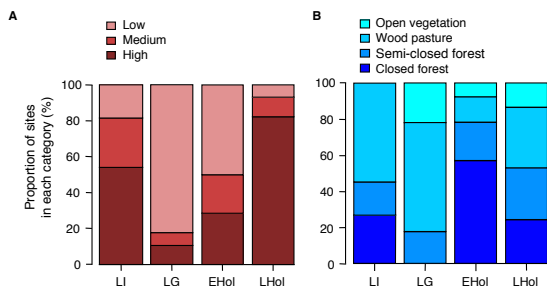 A
Low
Medium
High
Proportion of sites
in each category (%)
100
80
60
40
20
0
LI
LG
EHol
LHol
B
Open vegetation
Wood pasture
Semi-closed forest
Closed forest
100
80
60
40
20
0
LI
LG
EHol
LHol